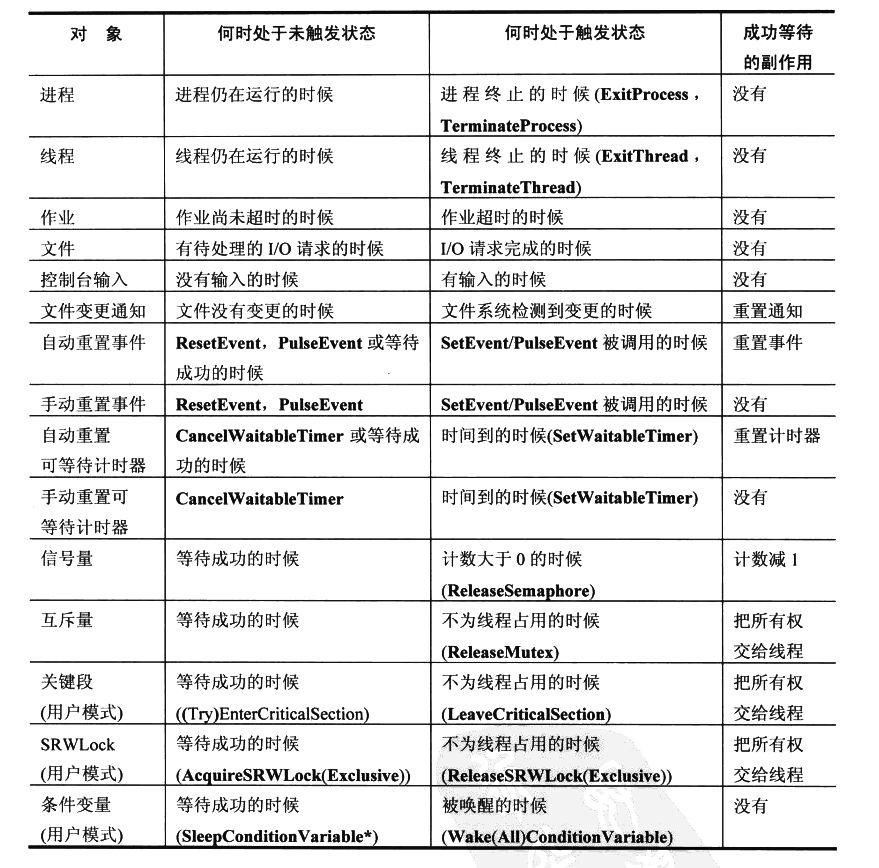 对 象 何时处于未触发状态 何时处于触发状态 成功等待
的副作用
进程 进程仍在运行的时候 进程终止的时候(ExitProcess， 没有
TerminateProcess)
线程 线程仍在运行的时候 线程终止的时候(ExitThread， 没有
TerminateThread)
作业 作业尚未超时的时候 作业超时的时候 没有
文件 有待处理的 I/O 请求的时候 I/O 请求完成的时候 没有
控制台输入 没有输入的时候 有输入的时候 没有
文件变更通知 文件没有变更的时候 文件系统检测到变更的时候 重置通知
自动重置事件 ResetEvent，PulseEvent 或等待 SetEvent/PulseEvent 被调用的时候 重置事件
成功的时候
手动重置事件 ResetEvent，PulseEvent SetEvent/PulseEvent 被调用的时候 没有
自动重置 CancelWaitableTimer 或等待成 时间到的时候(SetWaitableTimer) 重置计时器
可等待计时器 功的时候
手动重置可 CancelWaitableTimer 时间到的时候(SetWaitableTimer) 没有
等待计时器
信号量 等待成功的时候 计数大于 0 的时候 计数减 1
(ReleaseSemaphore)
互斥量 等待成功的时候 不为线程占用的时候 把所有权
(ReleaseMutex) 交给线程
关键段 等待成功的时候 不为线程占用的时候 把所有权
(用户模式) ((Try)EnterCriticalSection) (LeaveCriticalSection) 交给线程
SRWLock 等待成功的时候 不为线程占用的时候 把所有权
(用户模式) (AcquireSRWLock(Exclusive)) (ReleaseSRWLock(Exclusive)) 交给线程
条件变量 等待成功的时候 被唤醒的时候 没有
(用户模式) (SleepConditionVariable*) (Wake(All)ConditionVariable)